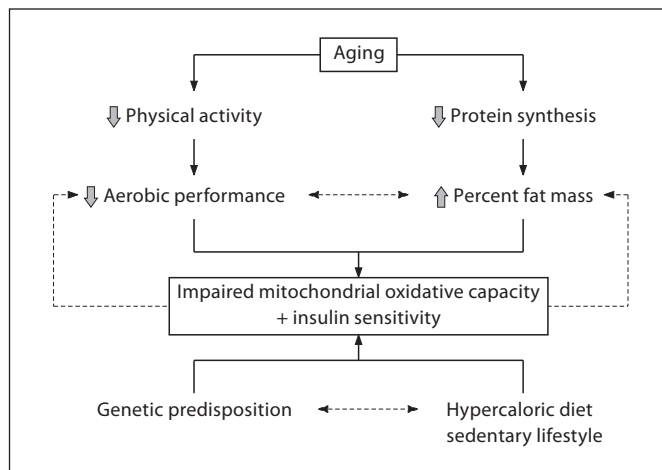 Aging
Physical activity
Protein synthesis
Aerobic performance
Percent fat mass
Impaired mitochondrial oxidative capacity
+ insulin sensitivity
Genetic predisposition
Hypercaloric diet
sedentary lifestyle